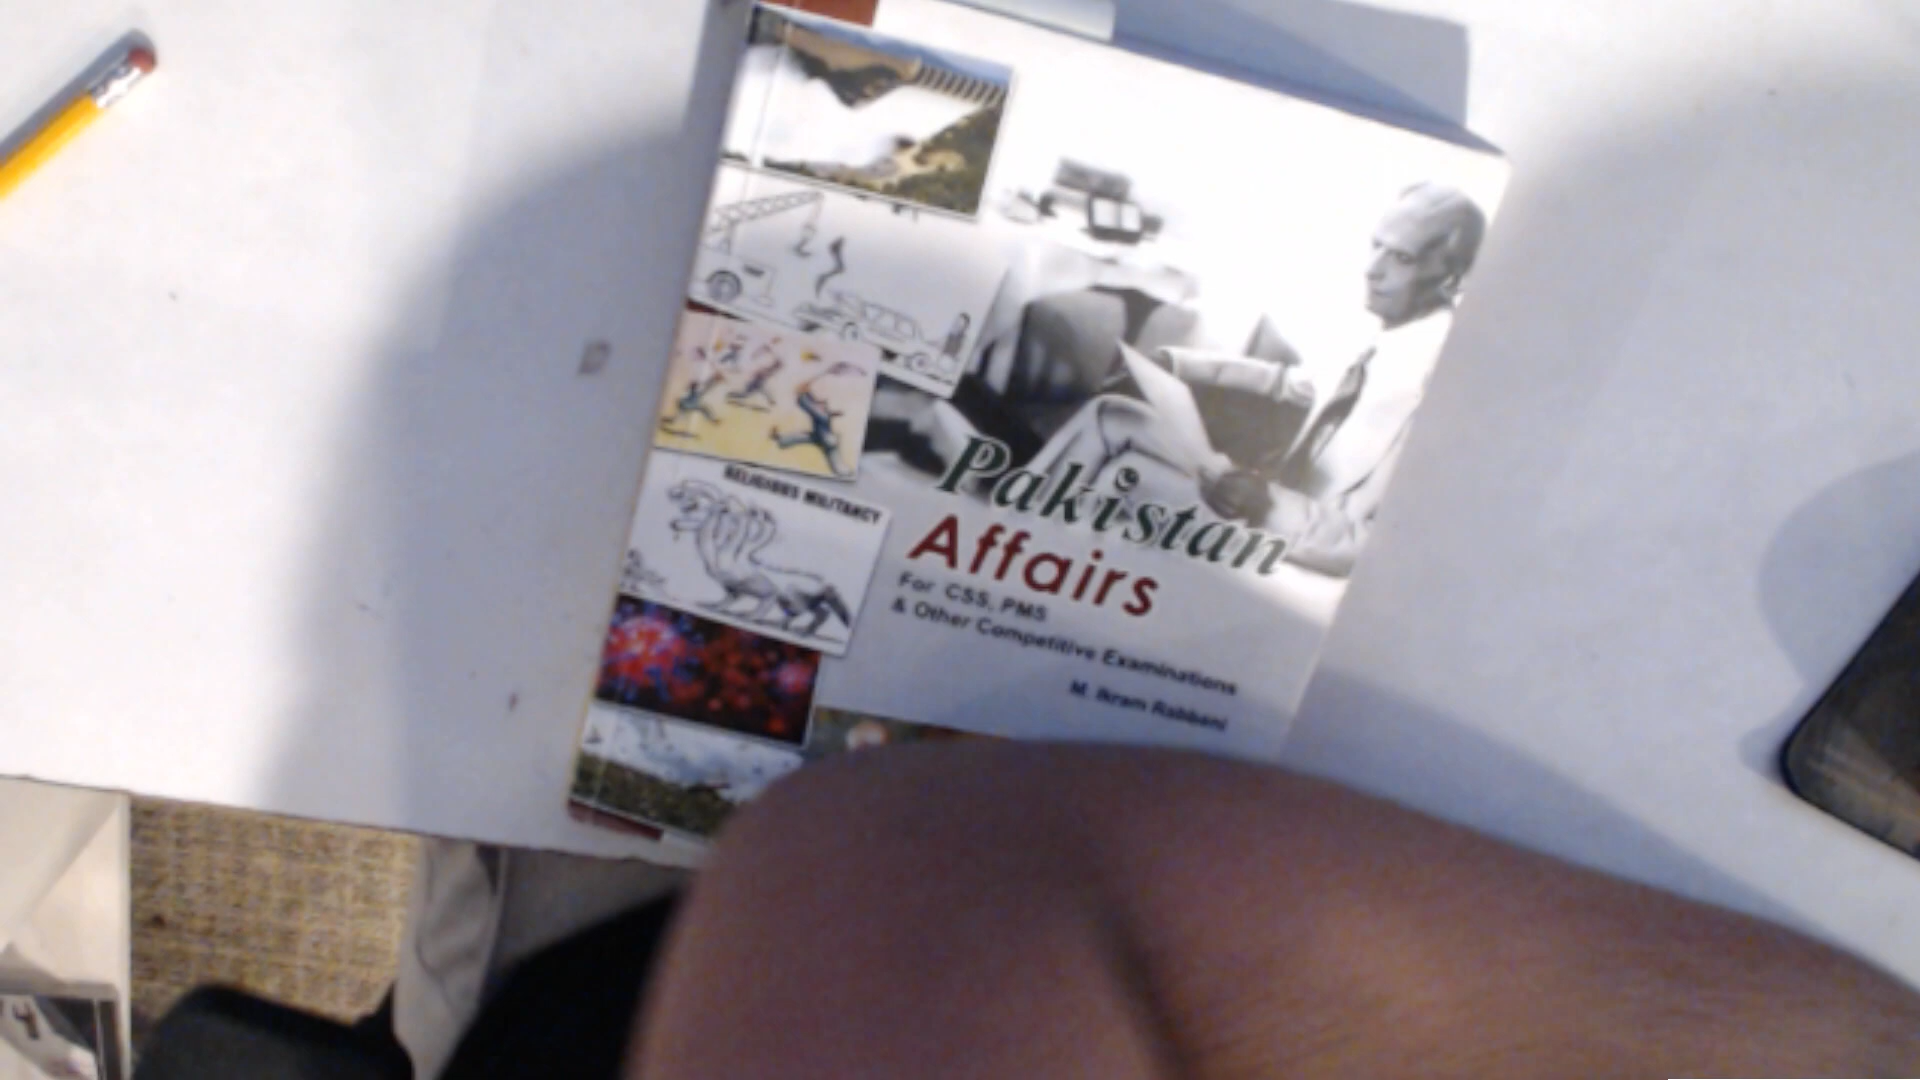 RELIGIOUS MILITANCY
Pakistan
Affairs
For CSS, PMS
& Other Competitive Examinations
M. Ikram Rabbani